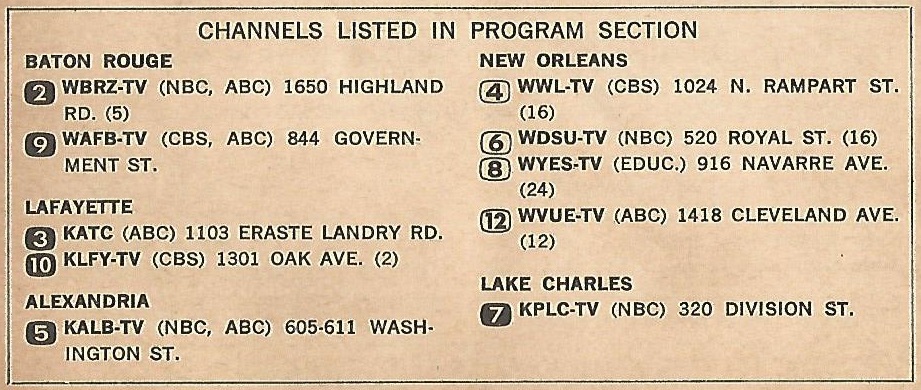 CHANNELS LISTED IN PROGRAM SECTION
BATON ROUGE
2 WBRZ-TV (NBC, ABC) 1650 HIGHLAND
RD. (5)
9 WAFB-TV (CBS, ABC) 844 GOVERN-
MENT ST.
LAFAYETTE
3 KATC (ABC) 1103 ERASTE LANDRY RD.
10 KLFY-TV (CBS) 1301 OAK AVE. (2)
ALEXANDRIA
5 KALB-TV (NBC, ABC) 605-611 WASH-
INGTON ST.
NEW ORLEANS
4 WWL-TV (CBS) 1024 N. RAMPART ST.
(16)
6 WDSU-TV (NBC) 520 ROYAL ST. (16)
8 WYES-TV (EDUC.) 916 NAVARRE AVE.
(24)
12 WVUE-TV (ABC) 1418 CLEVELAND AVE.
(12)
LAKE CHARLES
7 KPLC-TV (NBC) 320 DIVISION ST.